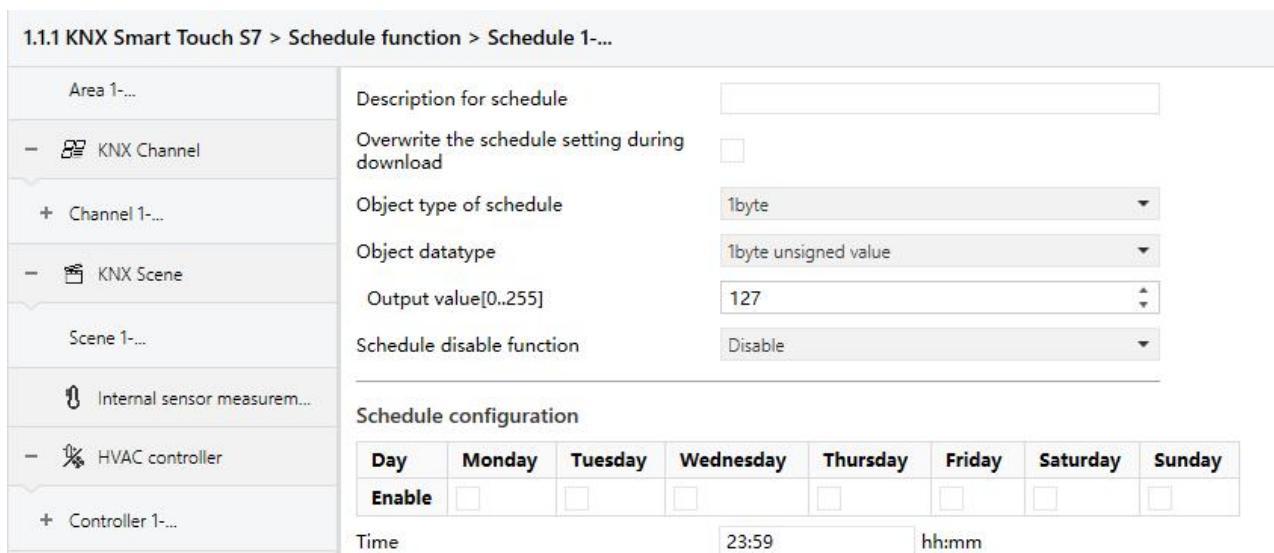 1.1.1 KNX Smart Touch S7 > Schedule function > Schedule 1-...
Area 1-...
KNX Channel
Channel 1-...
KNX Scene
Scene 1-...
Internal sensor measurem...
HVAC controller
Controller 1-...
Description for schedule
Overwrite the schedule setting during
download
Object type of schedule 1byte
Object datatype 1byte unsigned value
Output value[0..255] 127
Schedule disable function Disable
Schedule configuration
Day Monday Tuesday Wednesday Thursday Friday Saturday Sunday
Enable
Time 23:59 hh:mm